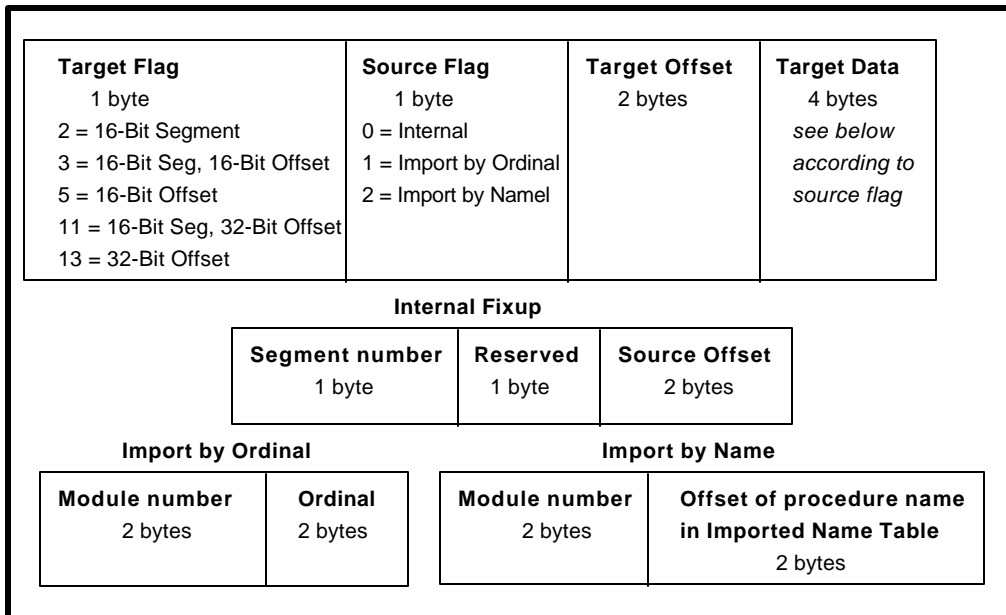 Target Flag
1 byte
2 = 16-Bit Segment
3 = 16-Bit Seg, 16-Bit Offset
5 = 16-Bit Offset
11 = 16-Bit Seg, 32-Bit Offset
13 = 32-Bit Offset
Source Flag
1 byte
0 = Internal
1 = Import by Ordinal
2 = Import by Namel
Target Offset
2 bytes
Target Data
4 bytes
see below
according to
source flag
Internal Fixup
Segment number
1 byte
Reserved
1 byte
Source Offset
2 bytes
Import by Ordinal
Module number
2 bytes
Ordinal
2 bytes
Import by Name
Module number
2 bytes
Offset of procedure name
in Imported Name Table
2 bytes